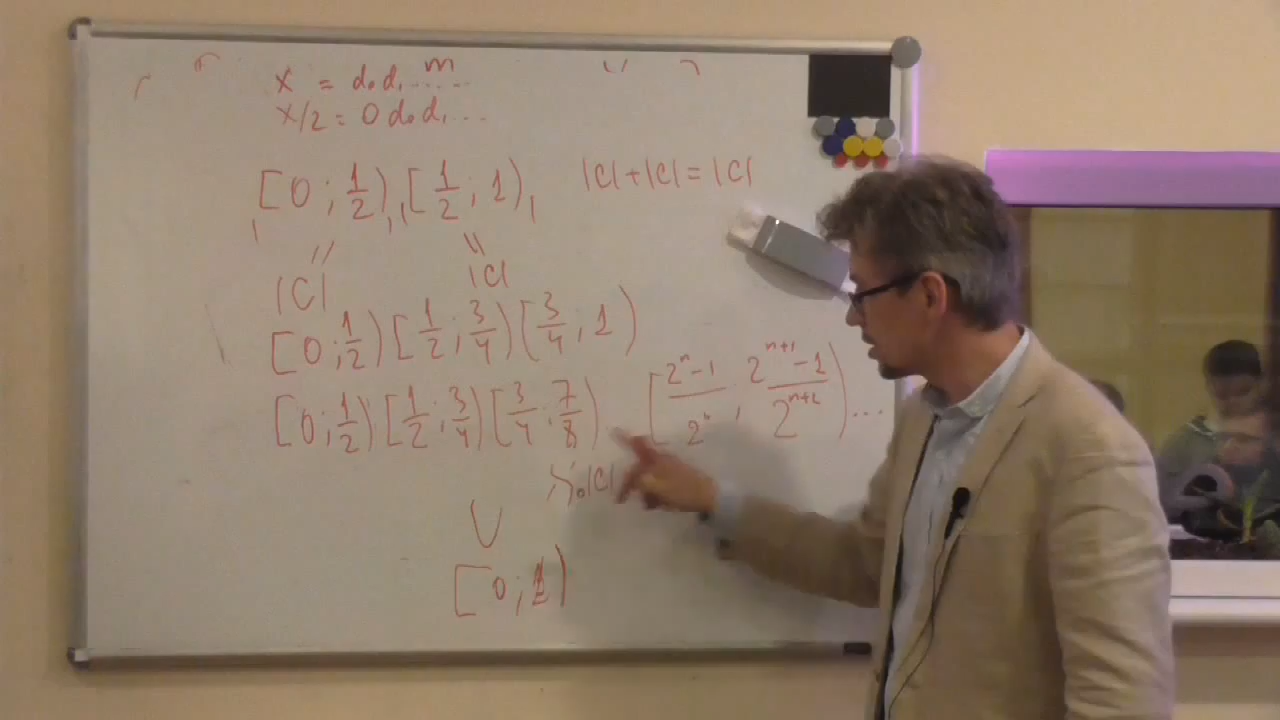 x = d₀d₁......
x/2 = 0d₀d₁...
[0; 1/2), [1/2; 1), |C|+|C|=|C|
|C| |C|
[0; 1/2) [1/2; 3/4) [3/4; 1)
[0; 1/2) [1/2; 3/4) [3/4; 7/8) [(2ⁿ-1)/2ⁿ; (2ⁿ⁺¹-1)/2ⁿ⁺¹) ...
ℵ₀|C|
∪
[0; 1)